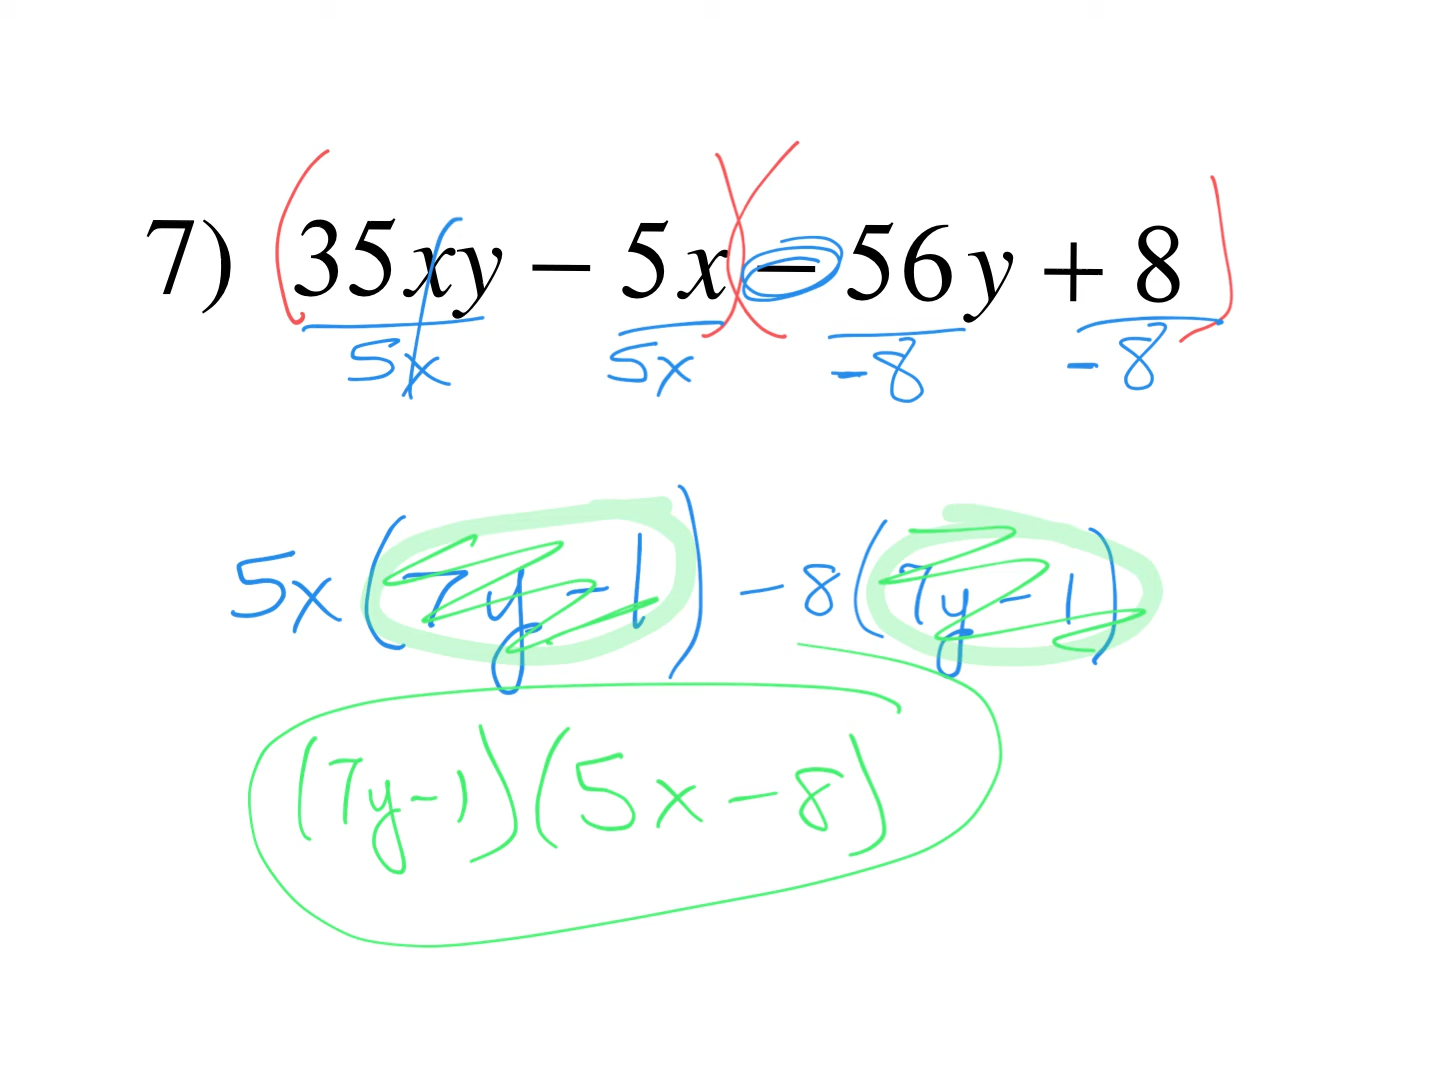 7) (35xy − 5x)(− 56y + 8)
5x 5x -8 -8
5x(7y-1) -8(7y-1)
(7y-1)(5x-8)